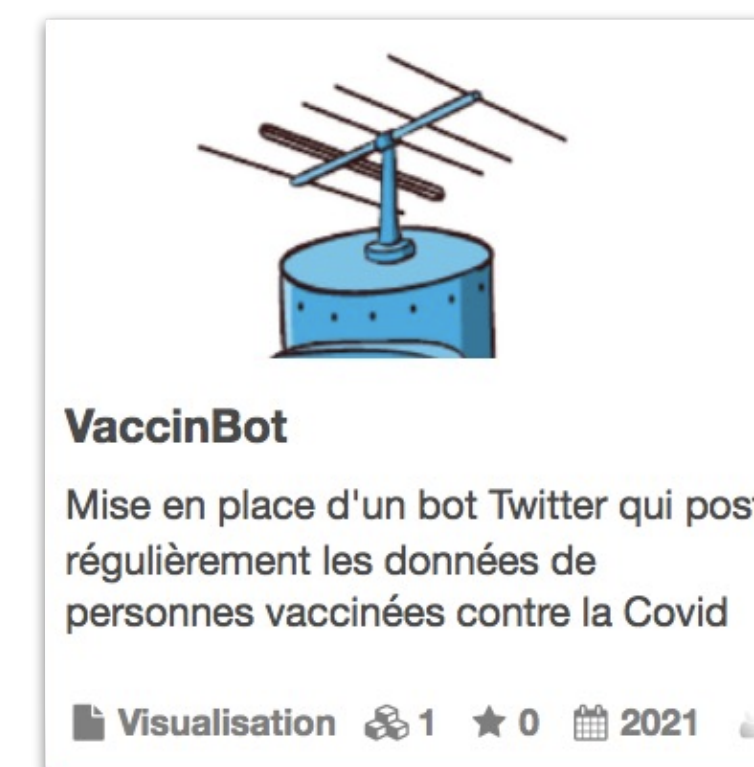 VaccinBot
Mise en place d'un bot Twitter qui
régulièrement les données de
personnes vaccinées contre la Covid
Visualisation 1 0 2021